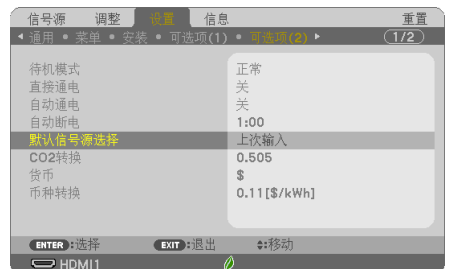 信号源 调整 设置 信息 重置
◀ 通用 • 菜单 • 安装 • 可选项(1) • 可选项(2) ▶ 1/2
待机模式 正常
直接通电 关
自动通电 关
自动断电 1:00
默认信号源选择 上次输入
CO2转换 0.505
货币 $
币种转换 0.11[$/kWh]
ENTER:选择 EXIT:退出 ♦:移动
HDMI1